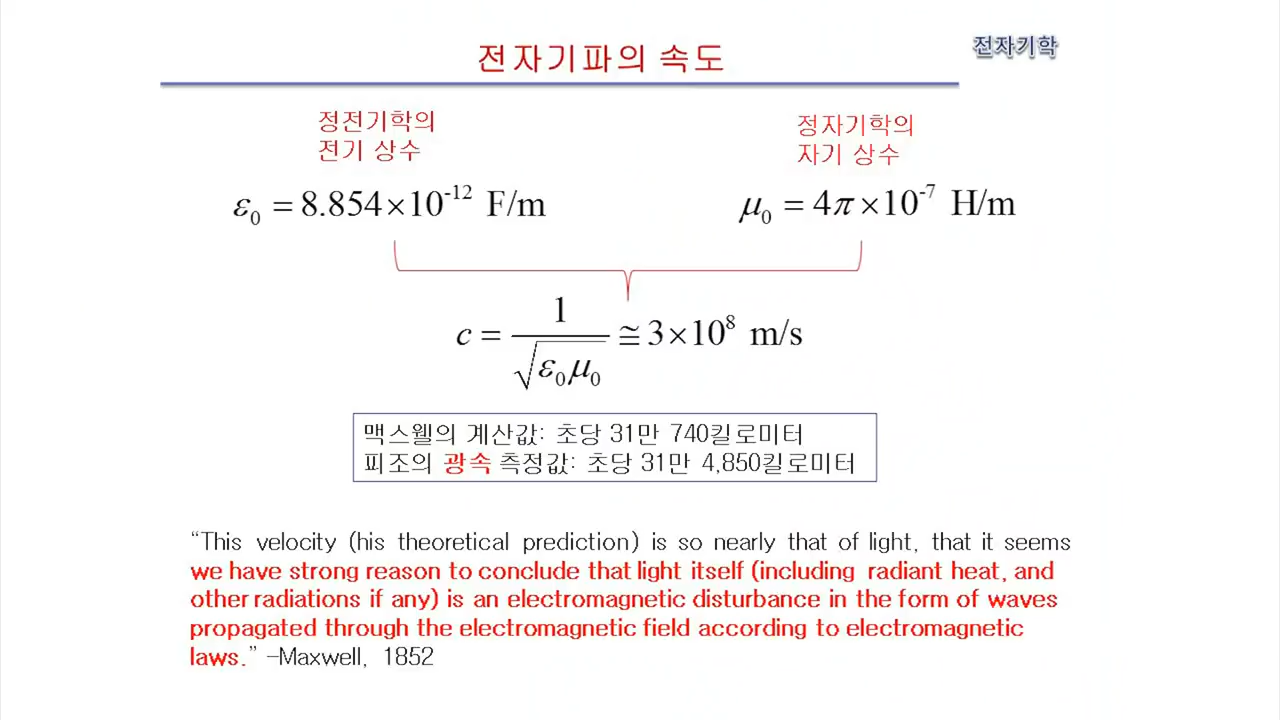 전자기파의 속도
전자기학
정전기학의
전기 상수
정자기학의
자기 상수
ε₀ = 8.854×10⁻¹² F/m
μ₀ = 4π×10⁻⁷ H/m
c = 1/√(ε₀μ₀) ≅ 3×10⁸ m/s
맥스웰의 계산값: 초당 31만 740킬로미터
피조의 광속 측정값: 초당 31만 4,850킬로미터
“This velocity (his theoretical prediction) is so nearly that of light, that it seems
we have strong reason to conclude that light itself (including radiant heat, and
other radiations if any) is an electromagnetic disturbance in the form of waves
propagated through the electromagnetic field according to electromagnetic
laws.” –Maxwell, 1852